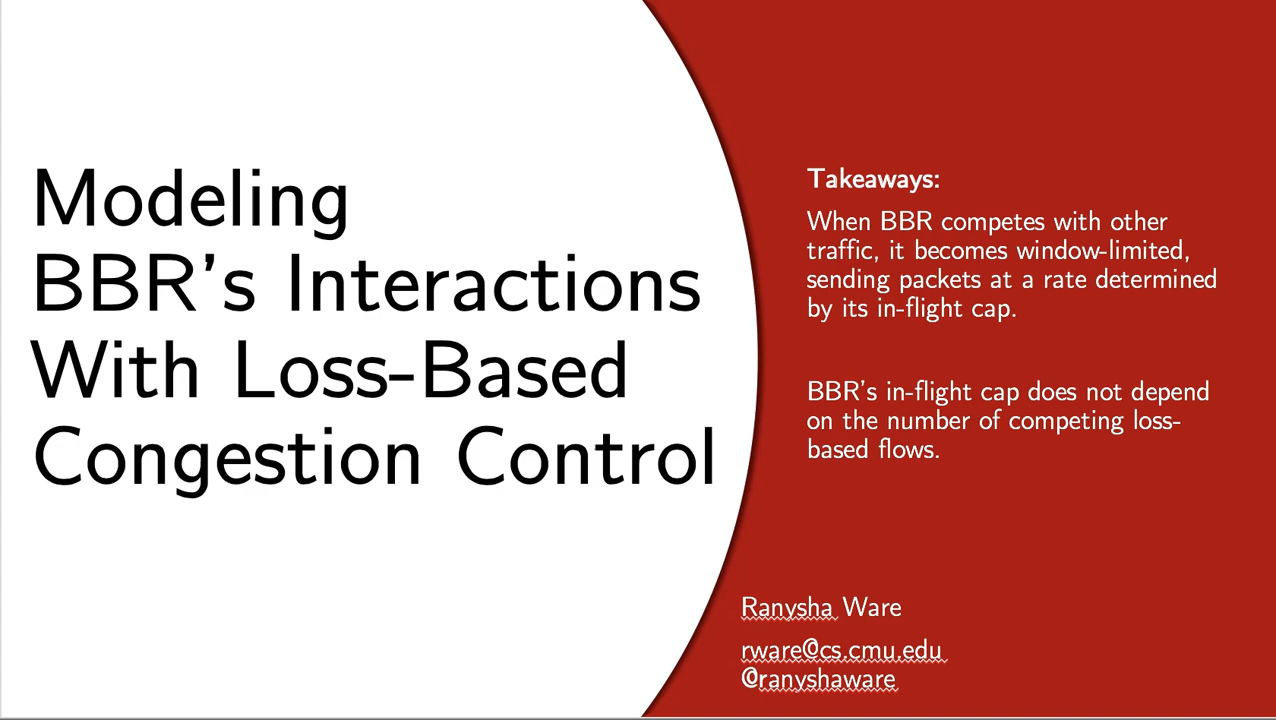 Modeling
BBR's Interactions
With Loss-Based
Congestion Control
Takeaways:
When BBR competes with other
traffic, it becomes window-limited,
sending packets at a rate determined
by its in-flight cap.
BBR's in-flight cap does not depend
on the number of competing loss-
based flows.
Ranysha Ware
rware@cs.cmu.edu
@ranyshaware